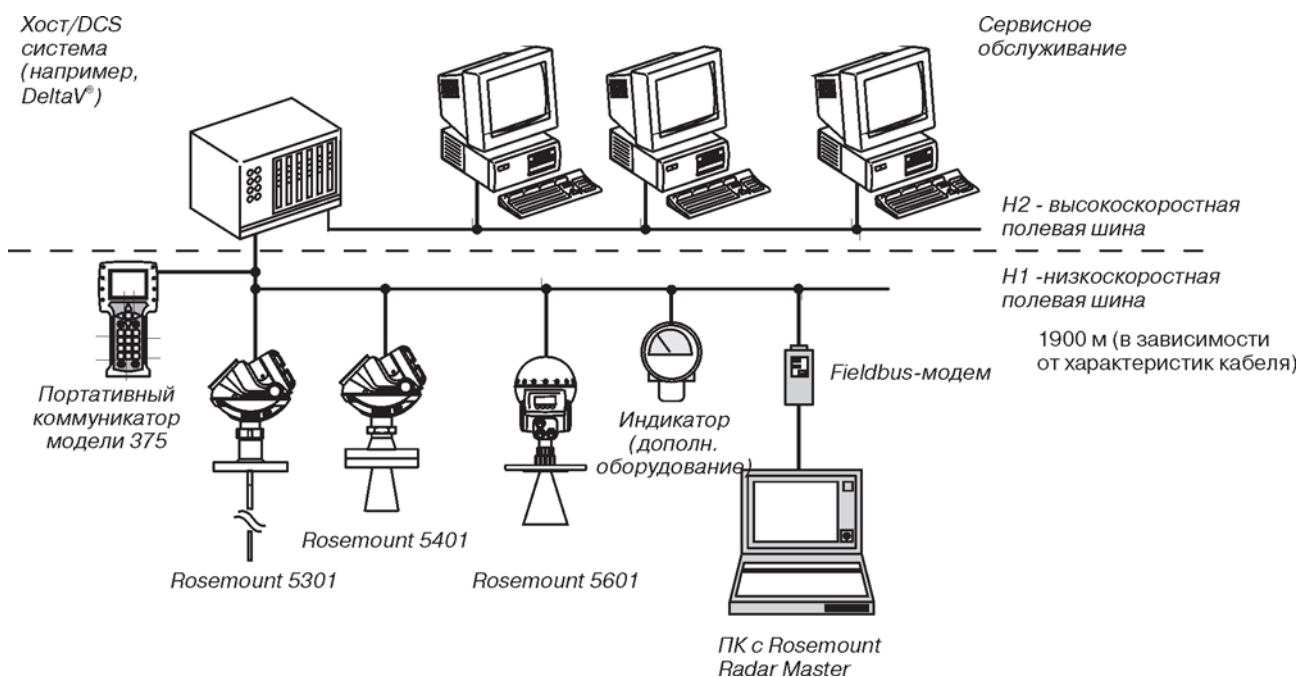 Хост/DCS
система
(например,
DeltaV®)
Сервисное
обслуживание
H2 - высокоскоростная
полевая шина
H1 -низкоскоростная
полевая шина
1900 м (в зависимости
от характеристик кабеля)
Портативный
коммуникатор
модели 375
Индикатор
(дополн.
оборудование)
Fieldbus-модем
Rosemount 5401
Rosemount 5301
Rosemount 5601
ПК с Rosemount
Radar Master